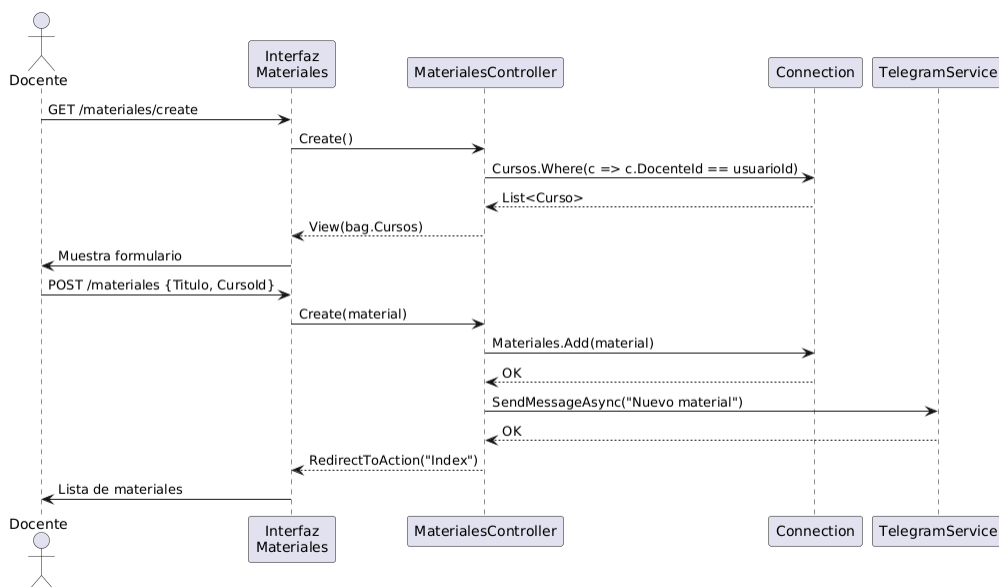 Docente
Interfaz
Materiales
MaterialesController
Connection
TelegramService
GET /materiales/create
Create()
Cursos.Where(c => c.DocenteId == usuarioId)
List<Curso>
View(bag.Cursos)
Muestra formulario
POST /materiales {Titulo, CursoId}
Create(material)
Materiales.Add(material)
OK
SendMessageAsync("Nuevo material")
OK
RedirectToAction("Index")
Lista de materiales
Docente
Interfaz
Materiales
MaterialesController
Connection
TelegramService